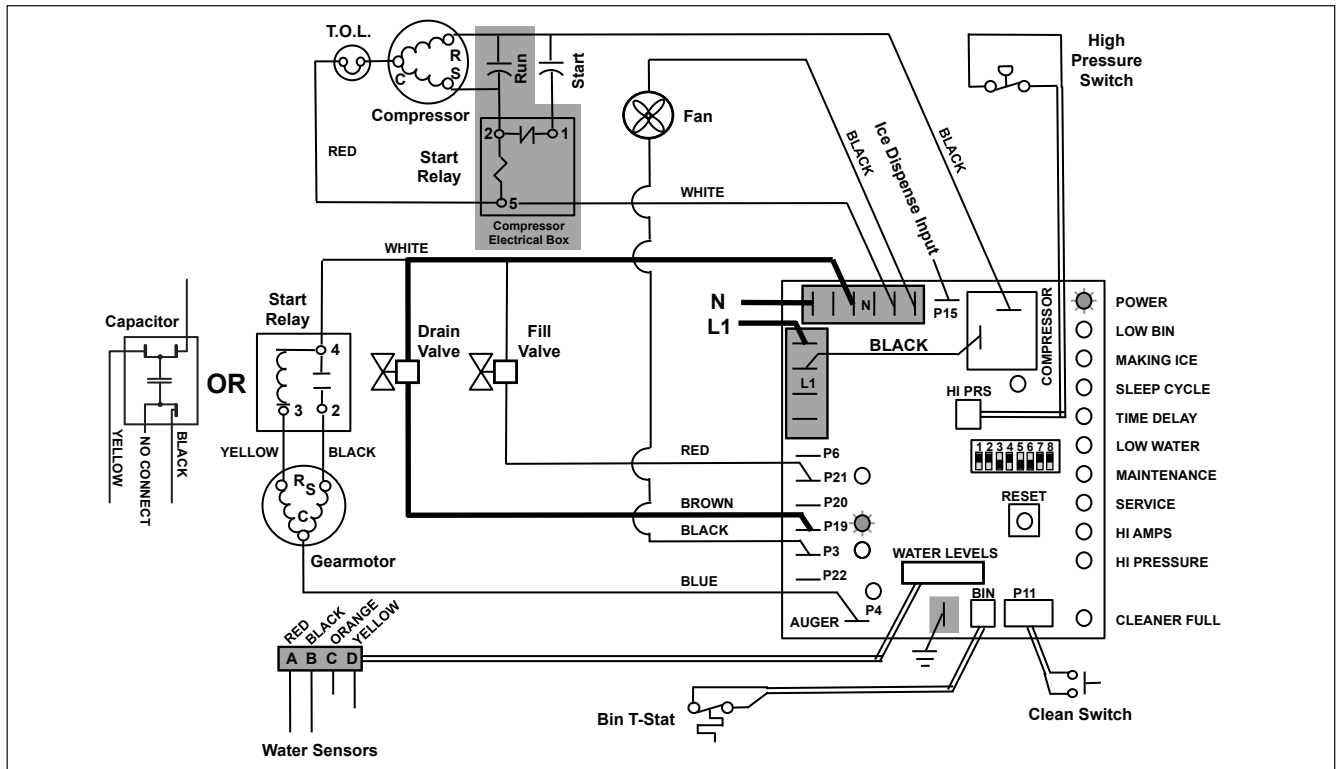 T.O.L.
R
S
C
Compressor
Run
Start
Fan
High
Pressure
Switch
2
1
Start
Relay
5
Compressor
Electrical Box
RED
WHITE
BLACK
Ice Dispense Input
BLACK
WHITE
Capacitor
OR
YELLOW
NO CONNECT
BLACK
Start
Relay
4
3
2
YELLOW
BLACK
R
S
C
Gearmotor
Drain
Valve
Fill
Valve
N
L1
N
P15
BLACK
L1
COMPRESSOR
HI PRS
1 2 3 4 5 6 7 8
RESET
POWER
LOW BIN
MAKING ICE
SLEEP CYCLE
TIME DELAY
LOW WATER
MAINTENANCE
SERVICE
HI AMPS
HI PRESSURE
CLEANER FULL
RED
BROWN
BLACK
BLUE
P6
P21
P20
P19
P3
P22
P4
AUGER
WATER LEVELS
BIN
P11
RED
BLACK
ORANGE
YELLOW
A B C D
Water Sensors
Bin T-Stat
Clean Switch